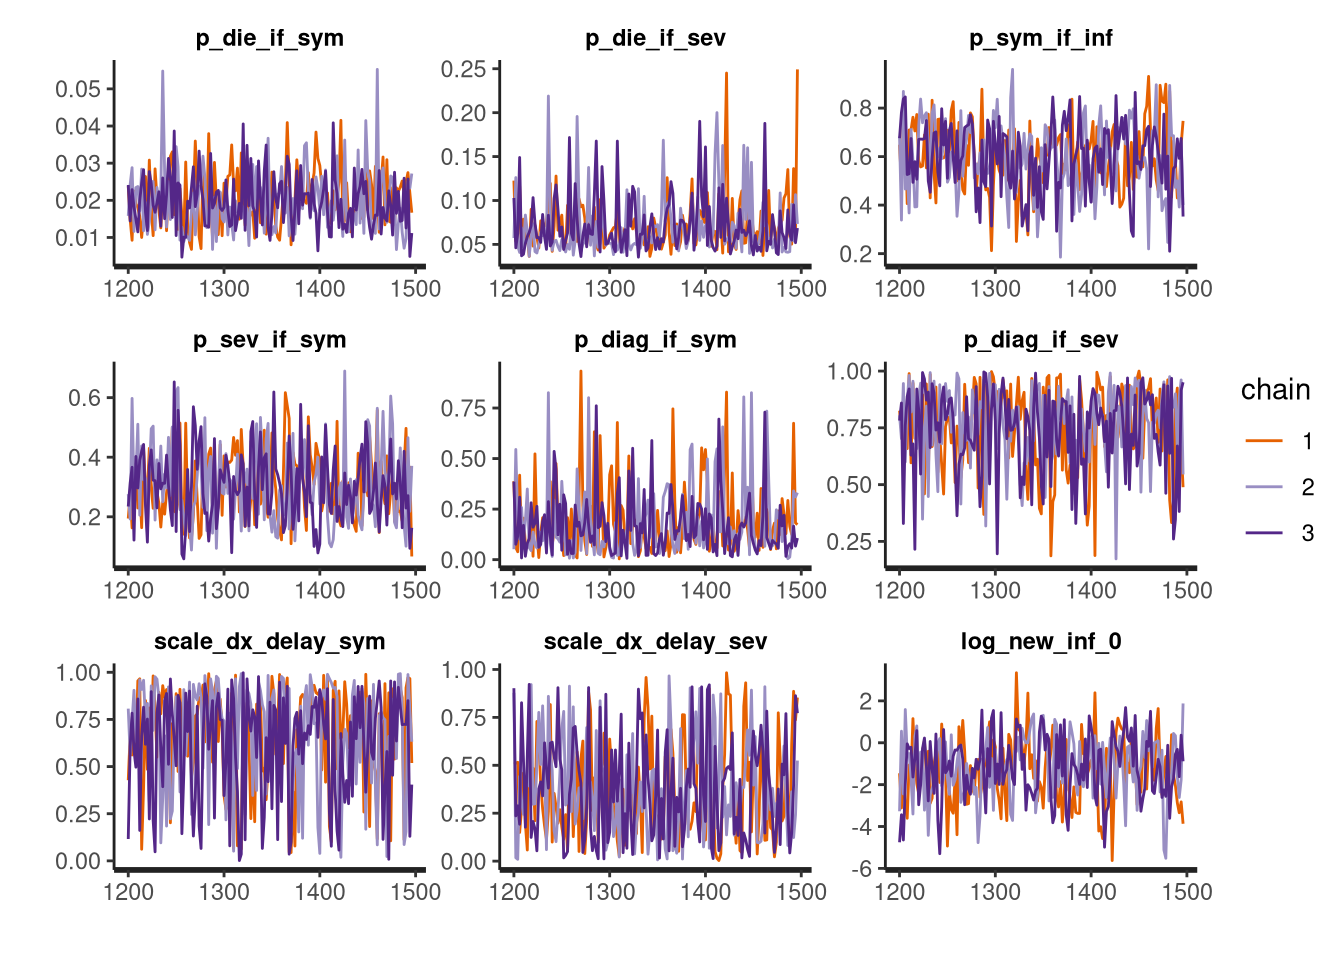 p_die_if_sym p_die_if_sev p_sym_if_inf
0.05 0.04 0.03 0.02 0.01
0.25 0.20 0.15 0.10 0.05
0.8 0.6 0.4 0.2
1200 1300 1400 1500 1200 1300 1400 1500 1200 1300 1400 1500
p_sev_if_sym p_diag_if_sym p_diag_if_sev
0.6 0.4 0.2
0.75 0.50 0.25 0.00
1.00 0.75 0.50 0.25
1200 1300 1400 1500 1200 1300 1400 1500 1200 1300 1400 1500
scale_dx_delay_sym scale_dx_delay_sev log_new_inf_0
1.00 0.75 0.50 0.25 0.00
1.00 0.75 0.50 0.25 0.00
2 0 -2 -4 -6
1200 1300 1400 1500 1200 1300 1400 1500 1200 1300 1400 1500
chain
1
2
3